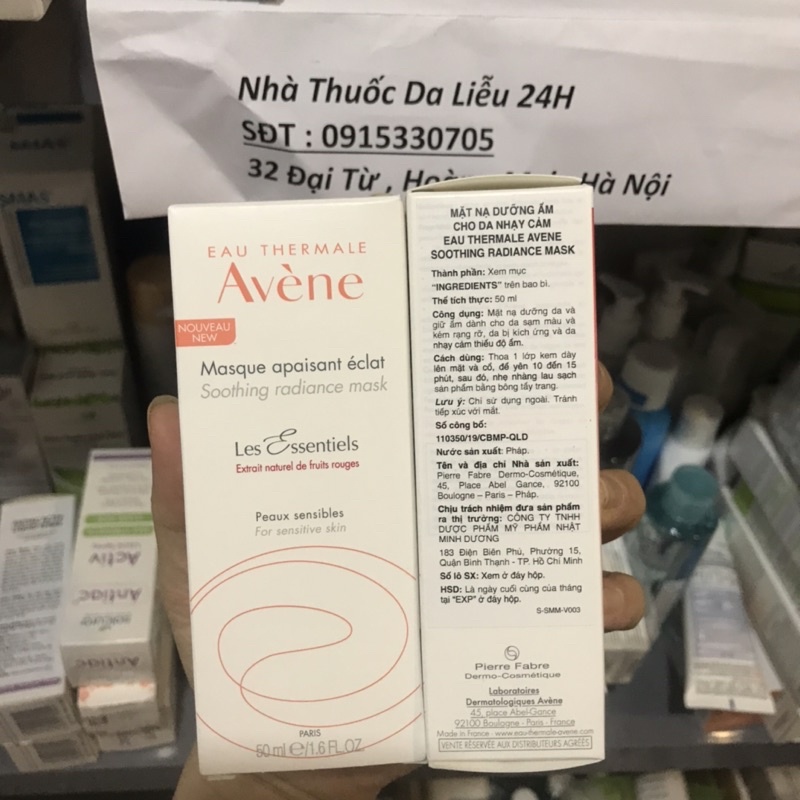 Nhà Thuốc Da Liễu 24H
SĐT : 0915330705
32 Đại Từ , Hà Nội
EAU THERMALE
Avène
NOUVEAU
NEW
Masque apaisant éclat
Soothing radiance mask
Les Essentiels
Extrait naturel de fruits rouges
Peaux sensibles
For sensitive skin
PARIS
50 ml e/1.6 FL.OZ.
MẶT NẠ DƯỠNG ẨM
CHO DA NHẠY CẢM
EAU THERMALE AVENE
SOOTHING RADIANCE MASK
Thành phần: Xem mục
"INGREDIENTS" trên bao bì.
Thể tích thực: 50 ml
Công dụng: Mặt nạ dưỡng da và
giữ ẩm dành cho da sạm màu và
kém rạng rỡ, da bị kích ứng và da
nhạy cảm thiếu độ ẩm.
Cách dùng: Thoa 1 lớp kem dày
lên mặt và cổ, để yên 10 đến 15
phút, sau đó, nhẹ nhàng lau sạch
sản phẩm bằng bông tẩy trang.
Lưu ý: Chỉ sử dụng ngoài. Tránh
tiếp xúc với mắt.
Số công bố:
110350/19/CBMP-QLD
Nước sản xuất: Pháp.
Tên và địa chỉ Nhà sản xuất:
Pierre Fabre Dermo-Cosmétique,
45, Place Abel Gance, 92100
Boulogne – Paris – Pháp.
Chịu trách nhiệm đưa sản phẩm
ra thị trường: CÔNG TY TNHH
DƯỢC PHẨM MỸ PHẨM NHẬT
MINH DƯƠNG
183 Điện Biên Phủ, Phường 15,
Quận Bình Thạnh - TP. Hồ Chí Minh
Số lô SX: Xem ở đáy hộp.
HSD: Là ngày cuối cùng của tháng
tại "EXP" ở đáy hộp.
S-SMM-V003
Pierre Fabre
Dermo-Cosmétique
Laboratoires
Dermatologiques Avène
45, place Abel-Gance
92100 Boulogne - Paris - France
Made in France - www.eau-thermale-avene.com
VENTE RÉSERVÉE AUX DISTRIBUTEURS AGRÉÉS
Activ
Antiac
Antiac